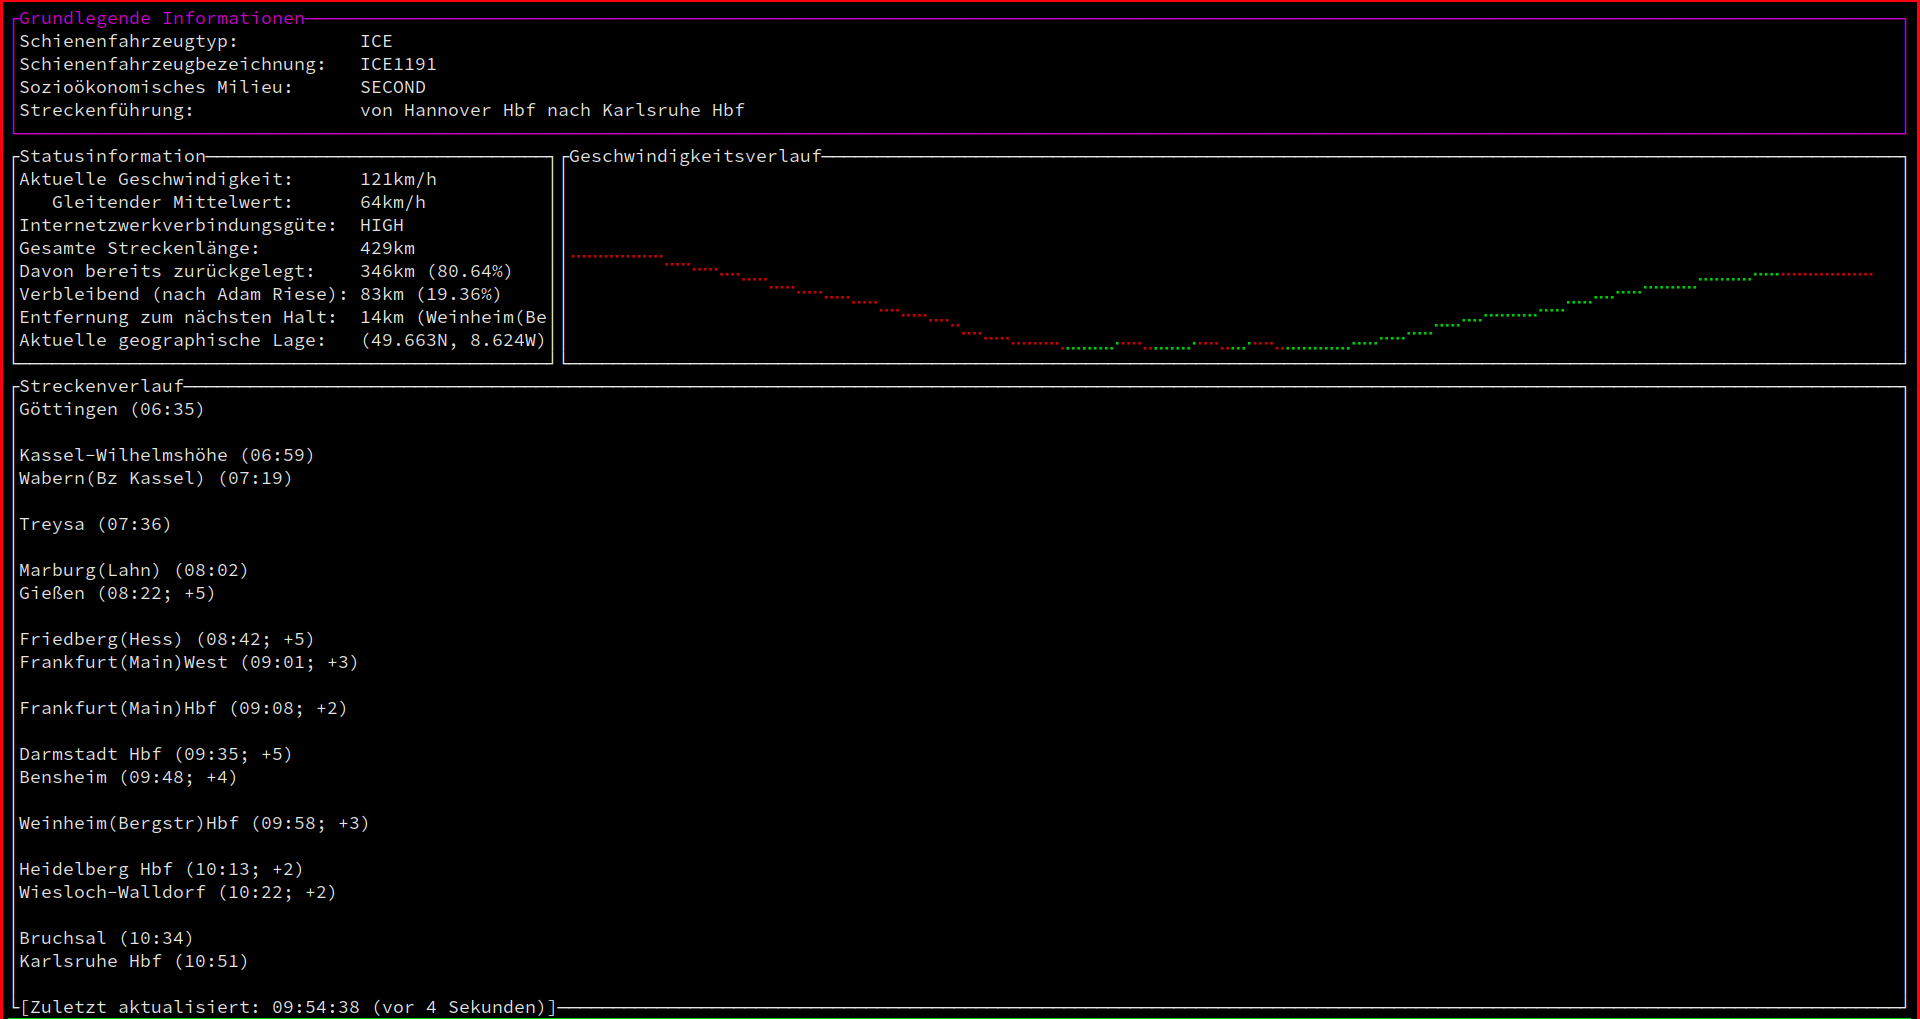 Grundlegende Informationen
Schienenfahrzeugtyp: ICE
Schienenfahrzeugbezeichnung: ICE1191
Sozioökonomisches Milieu: SECOND
Streckenführung: von Hannover Hbf nach Karlsruhe Hbf
Statusinformation
Aktuelle Geschwindigkeit: 121km/h
Gleitender Mittelwert: 64km/h
Internetzwerkverbindungsgüte: HIGH
Gesamte Streckenlänge: 429km
Davon bereits zurückgelegt: 346km (80.64%)
Verbleibend (nach Adam Riese): 83km (19.36%)
Entfernung zum nächsten Halt: 14km (Weinheim(Be
Aktuelle geographische Lage: (49.663N, 8.624W)
Geschwindigkeitsverlauf
Streckenverlauf
Göttingen (06:35)
Kassel-Wilhelmshöhe (06:59)
Wabern(Bz Kassel) (07:19)
Treysa (07:36)
Marburg(Lahn) (08:02)
Gießen (08:22; +5)
Friedberg(Hess) (08:42; +5)
Frankfurt(Main)West (09:01; +3)
Frankfurt(Main)Hbf (09:08; +2)
Darmstadt Hbf (09:35; +5)
Bensheim (09:48; +4)
Weinheim(Bergstr)Hbf (09:58; +3)
Heidelberg Hbf (10:13; +2)
Wiesloch-Walldorf (10:22; +2)
Bruchsal (10:34)
Karlsruhe Hbf (10:51)
[Zuletzt aktualisiert: 09:54:38 (vor 4 Sekunden)]